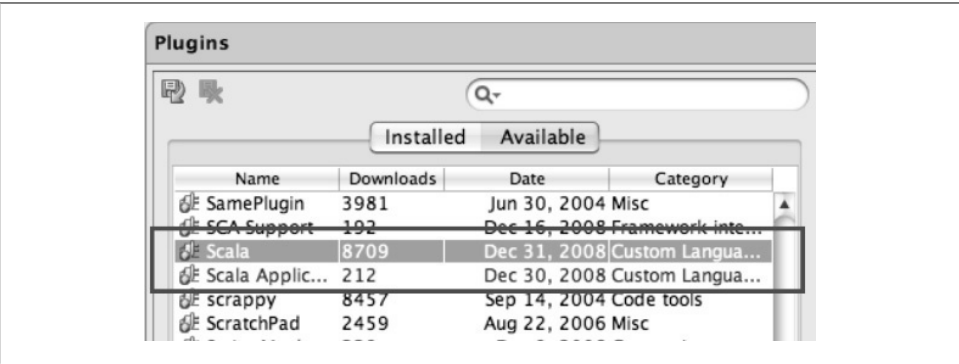 Plugins
Installed Available
Name Downloads Date Category
SamePlugin 3981 Jun 30, 2004 Misc
SCA Support 192 Dec 16, 2008 Framework inte...
Scala 8709 Dec 31, 2008 Custom Langua...
Scala Applic... 212 Dec 30, 2008 Custom Langua...
scrappy 8457 Sep 14, 2004 Code tools
ScratchPad 2459 Aug 22, 2006 Misc